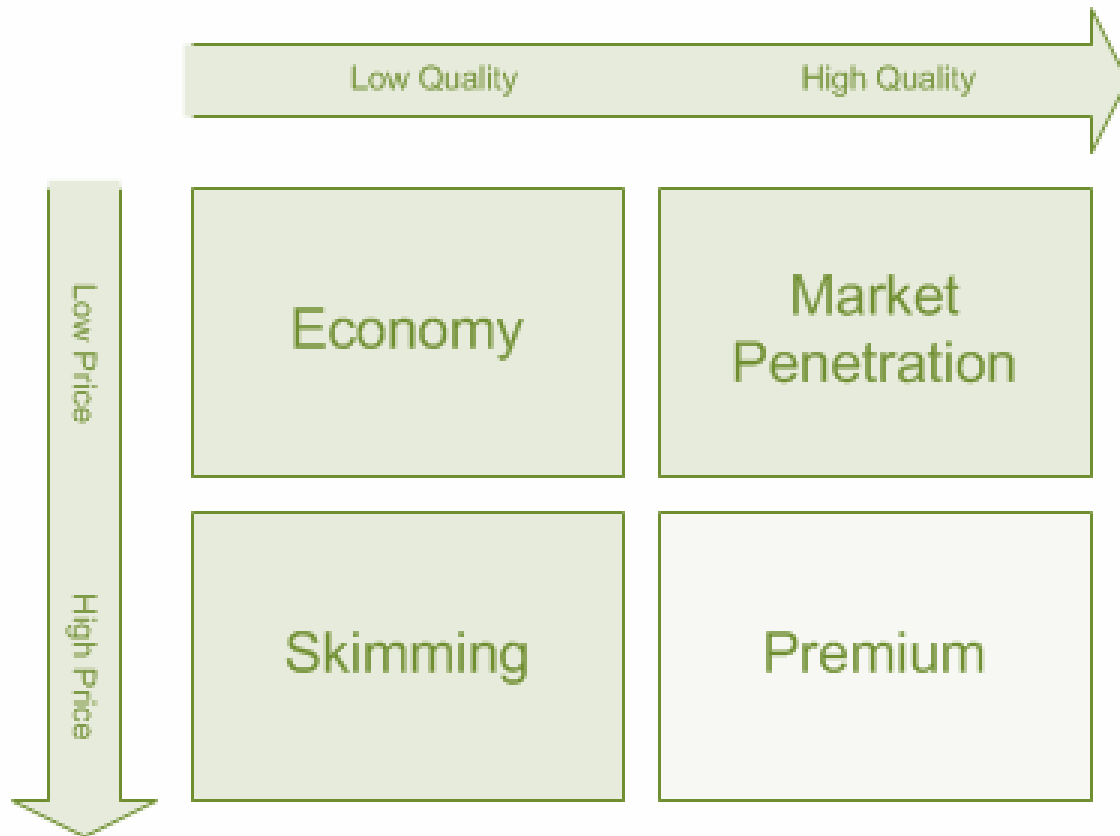 Low Quality
High Quality
Low Price
Economy
Market
Penetration
High Price
Skimming
Premium